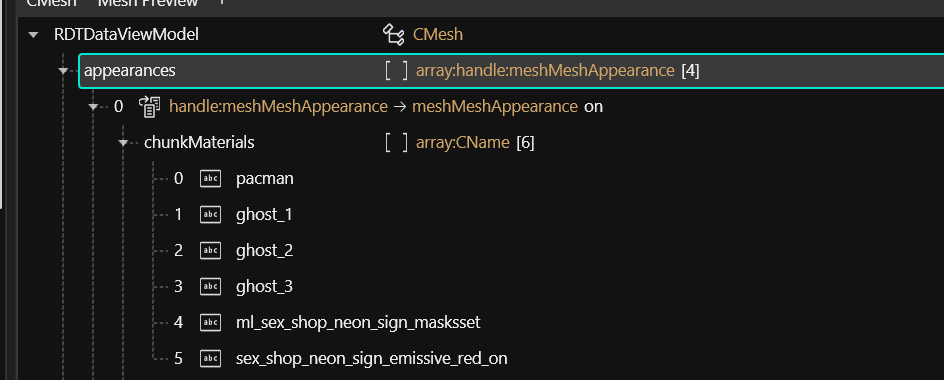 CMesh Mesh Preview +
RDTDataViewModel CMesh
appearances [ ] array:handle:meshMeshAppearance [4]
0 handle:meshMeshAppearance → meshMeshAppearance on
chunkMaterials [ ] array:CName [6]
0 abc pacman
1 abc ghost_1
2 abc ghost_2
3 abc ghost_3
4 abc ml_sex_shop_neon_sign_masksset
5 abc sex_shop_neon_sign_emissive_red_on